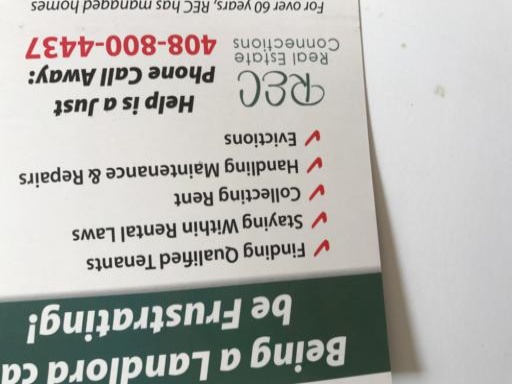 Being a Landlord ca
be Frustrating!
✓ Finding Qualified Tenants
✓ Staying Within Rental Laws
✓ Collecting Rent
✓ Handling Maintenance & Repairs
✓ Evictions
REC
Real Estate
Connections
Help is a Just
Phone Call Away:
408-800-4437
For over 60 years, REC has managed homes